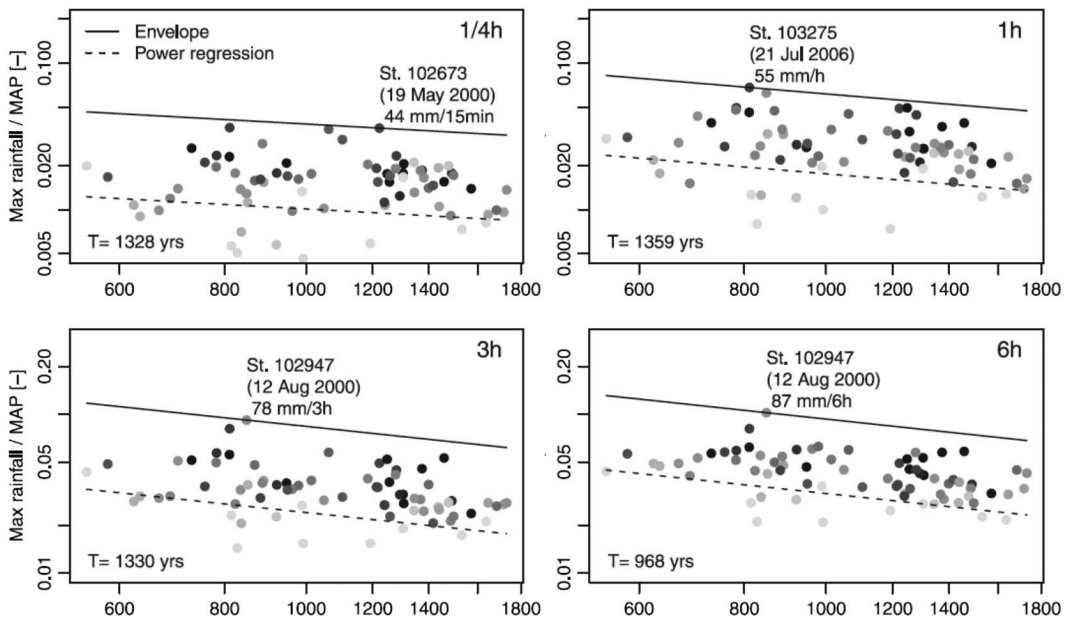 Envelope
Power regression
1/4h
St. 102673
(19 May 2000)
44 mm/15min
T= 1328 yrs
Max rainfall / MAP [–]
0.100
0.020
0.005
600 800 1000 1200 1400 1800
1h
St. 103275
(21 Jul 2006)
55 mm/h
T= 1359 yrs
0.100
0.020
0.005
600 800 1000 1200 1400 1800
3h
St. 102947
(12 Aug 2000)
78 mm/3h
T= 1330 yrs
Max rainfall / MAP [–]
0.20
0.05
0.01
600 800 1000 1200 1400 1800
6h
St. 102947
(12 Aug 2000)
87 mm/6h
T= 968 yrs
0.20
0.05
0.01
600 800 1000 1200 1400 1800